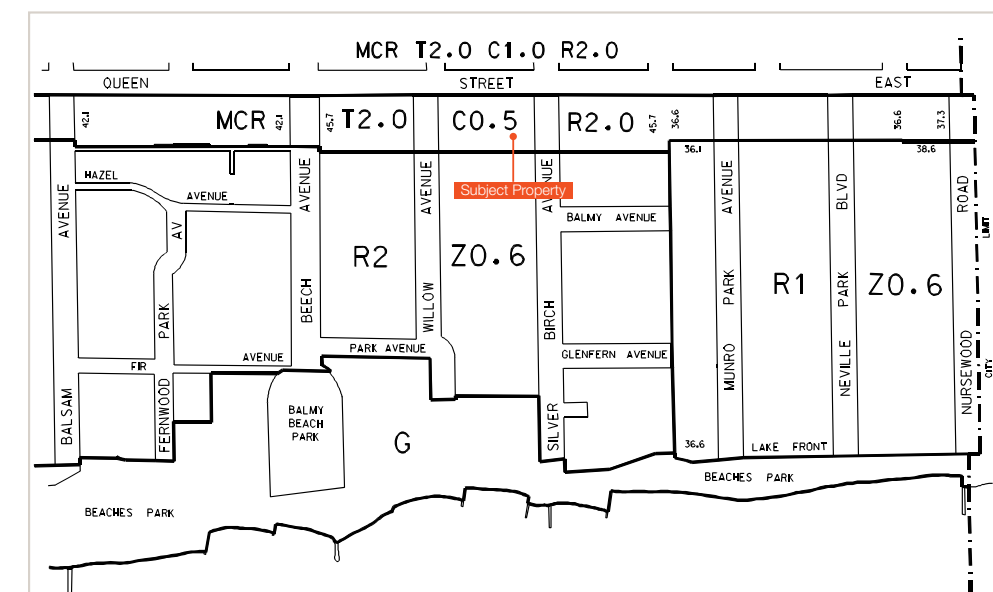 MCR T2.0 C1.0 R2.0
QUEEN STREET EAST
42.1 MCR 42.1 45.7 T2.0 C0.5 R2.0 45.7 36.6 36.6 37.3
36.1 38.6
Subject Property
HAZEL
AVENUE
AVENUE
AV
PARK
BEECH AVENUE
WILLOW AVENUE
SILVER BIRCH AVENUE
BALMY AVENUE
MUNRO PARK AVENUE
NEVILLE PARK BLVD
NURSEWOOD ROAD
LIMIT
CITY
R2 Z0.6 R1 Z0.6
PARK AVENUE
GLENFERN AVENUE
FIR
AVENUE
BALSAM
FERNWOOD
BALMY
BEACH
PARK
G
36.6
LAKE FRONT
BEACHES PARK
BEACHES PARK